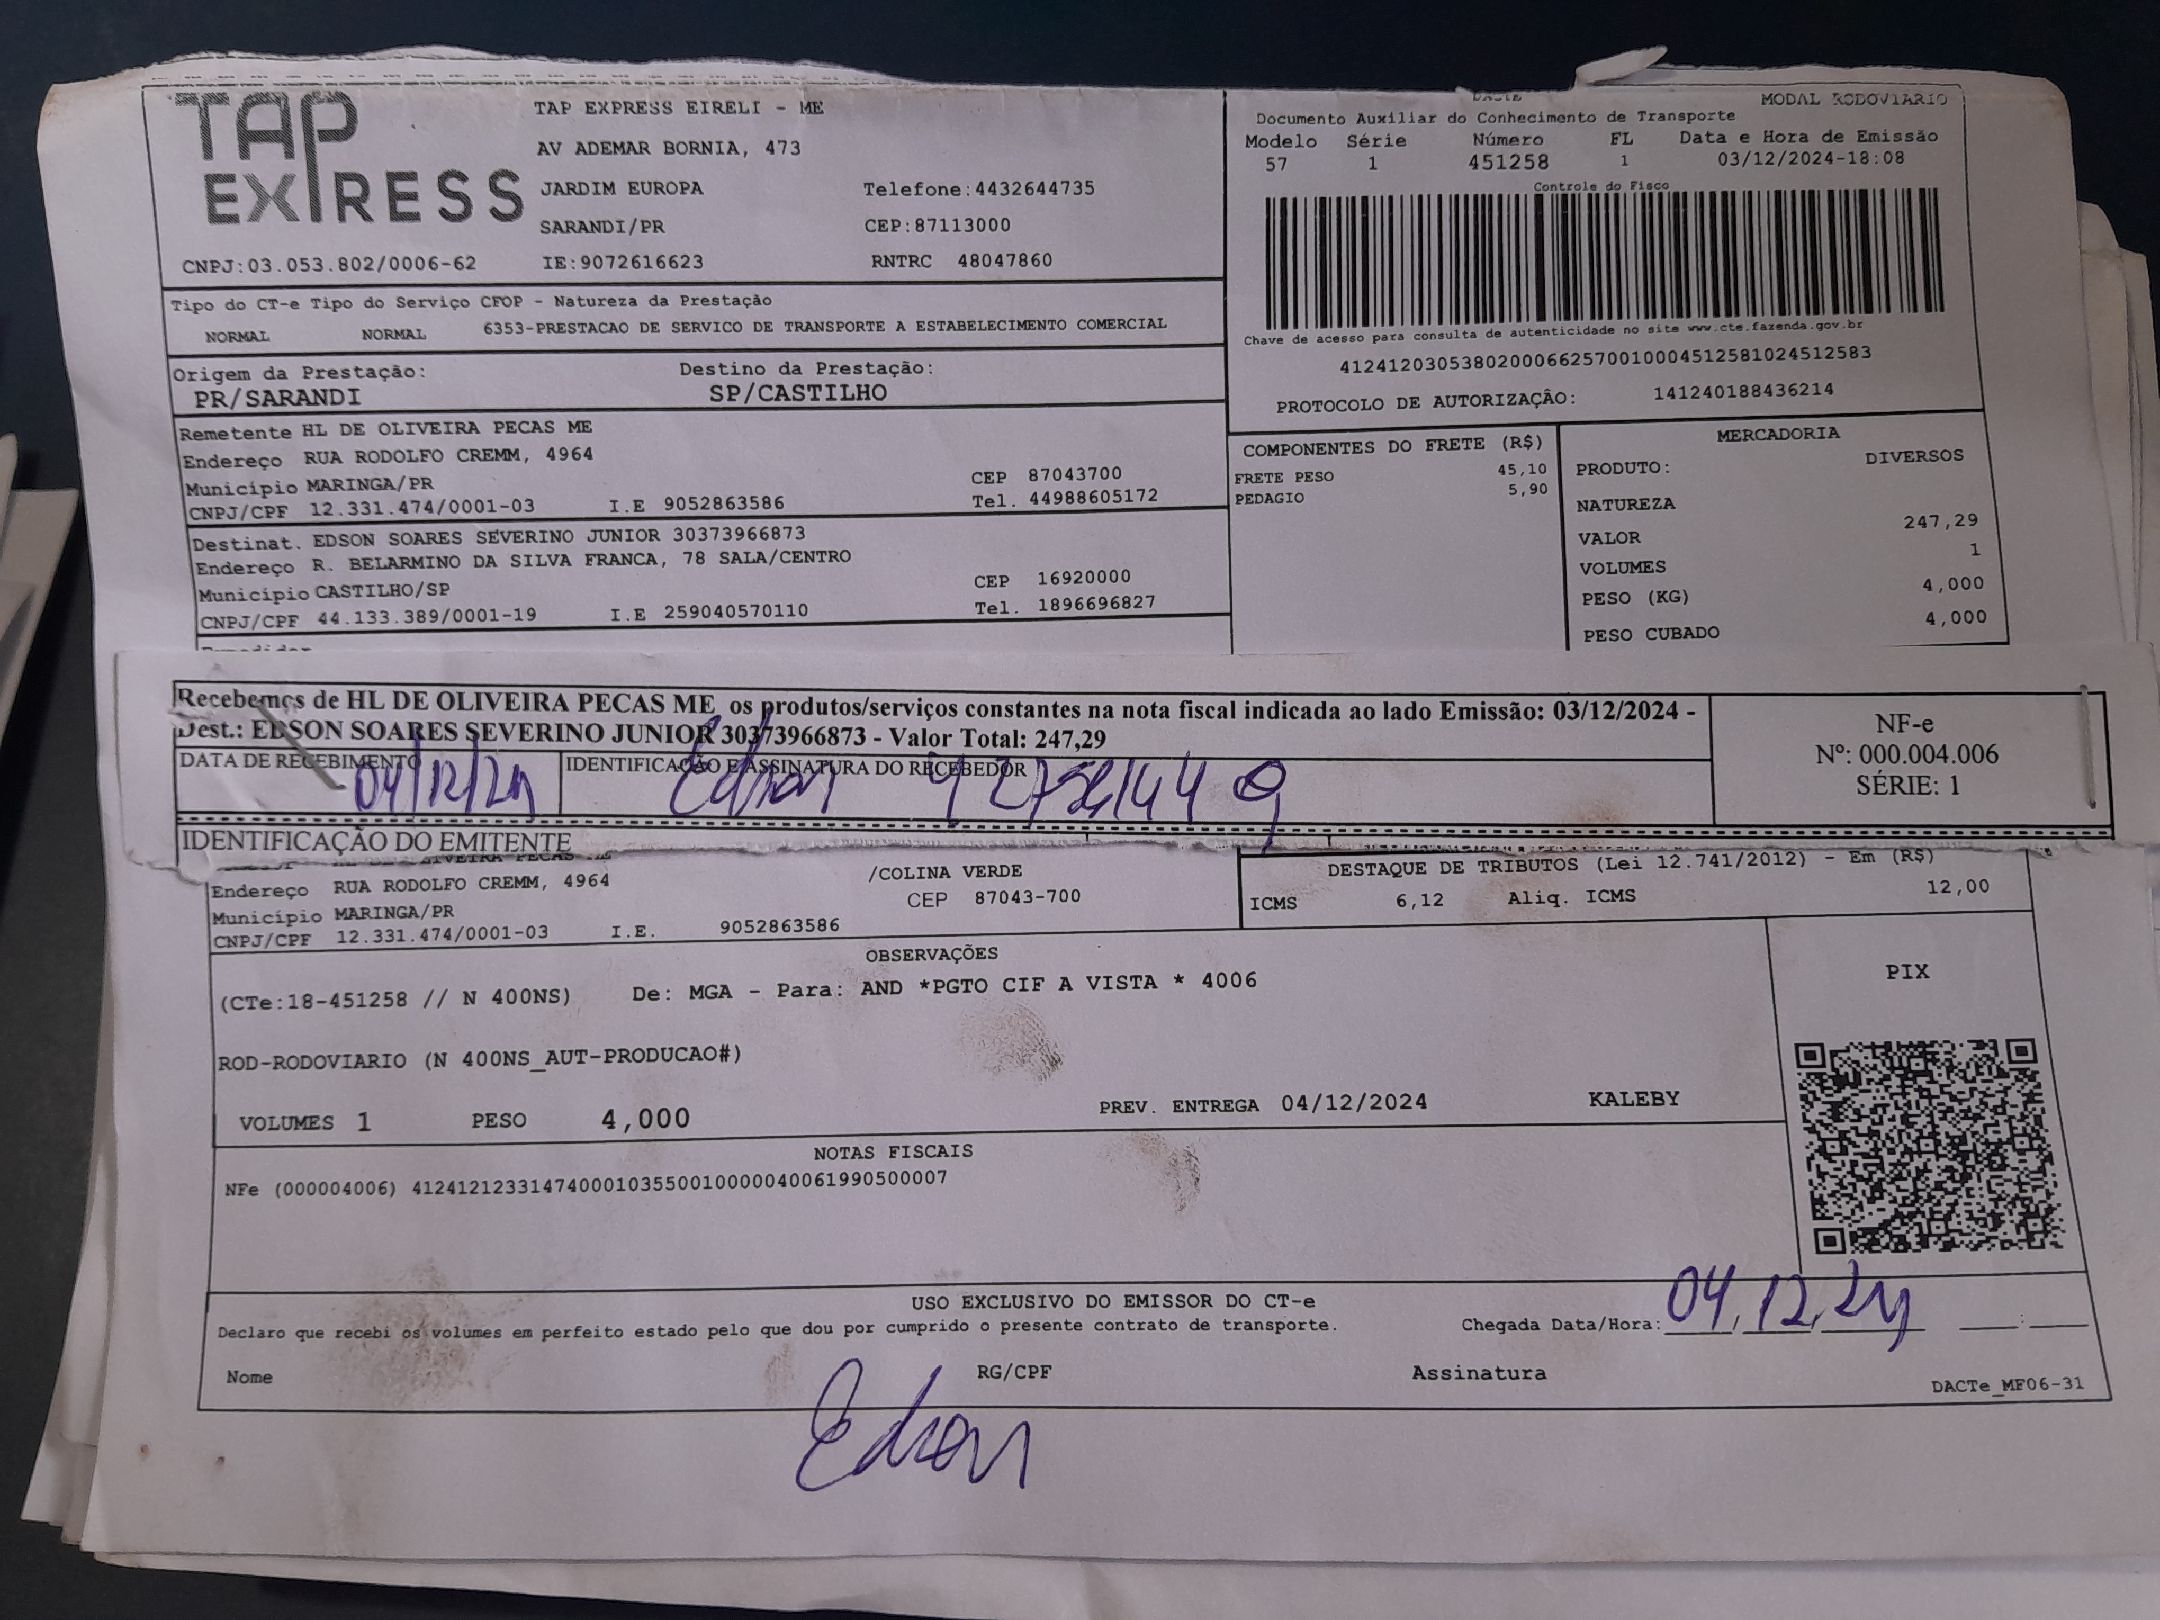 TAP EXPRESS
TAP EXPRESS EIRELI - ME
AV ADEMAR BORNIA, 473
JARDIM EUROPA Telefone:4432644735
SARANDI/PR CEP:87113000
CNPJ:03.053.802/0006-62 IE:9072616623 RNTRC 48047860
MODAL RODOVIARIO
Documento Auxiliar do Conhecimento de Transporte
Modelo Série Número FL Data e Hora de Emissão
57 1 451258 1 03/12/2024-18:08
Controle do Fisco
Chave de acesso para consulta de autenticidade no site www.cte.fazenda.gov.br
41241203053802000662570010004512581024512583
PROTOCOLO DE AUTORIZAÇÃO: 141240188436214
Tipo do CT-e Tipo do Serviço CFOP - Natureza da Prestação
NORMAL NORMAL 6353-PRESTACAO DE SERVICO DE TRANSPORTE A ESTABELECIMENTO COMERCIAL
Origem da Prestação: Destino da Prestação:
PR/SARANDI SP/CASTILHO
Remetente HL DE OLIVEIRA PECAS ME
Endereço RUA RODOLFO CREMM, 4964
Município MARINGA/PR CEP 87043700
CNPJ/CPF 12.331.474/0001-03 I.E 9052863586 Tel. 44988605172
Destinat. EDSON SOARES SEVERINO JUNIOR 30373966873
Endereço R. BELARMINO DA SILVA FRANCA, 78 SALA/CENTRO
Município CASTILHO/SP CEP 16920000
CNPJ/CPF 44.133.389/0001-19 I.E 259040570110 Tel. 1896696827
COMPONENTES DO FRETE (R$)
FRETE PESO 45,10
PEDAGIO 5,90
MERCADORIA
PRODUTO: DIVERSOS
NATUREZA
VALOR 247,29
VOLUMES 1
PESO (KG) 4,000
PESO CUBADO 4,000
Recebemos de HL DE OLIVEIRA PECAS ME os produtos/serviços constantes na nota fiscal indicada ao lado Emissão: 03/12/2024 -
Dest.: EDSON SOARES SEVERINO JUNIOR 30373966873 - Valor Total: 247,29
DATA DE RECEBIMENTO IDENTIFICAÇÃO E ASSINATURA DO RECEBEDOR
04/12/24 Edson
NF-e
Nº: 000.004.006
SÉRIE: 1
IDENTIFICAÇÃO DO EMITENTE
HL DE OLIVEIRA PECAS ME
Endereço RUA RODOLFO CREMM, 4964 /COLINA VERDE
Município MARINGA/PR CEP 87043-700
CNPJ/CPF 12.331.474/0001-03 I.E. 9052863586
DESTAQUE DE TRIBUTOS (Lei 12.741/2012) - Em (R$)
ICMS 6,12 Aliq. ICMS 12,00
OBSERVAÇÕES
(CTe:18-451258 // N 400NS) De: MGA - Para: AND *PGTO CIF A VISTA * 4006
ROD-RODOVIARIO (N 400NS_AUT-PRODUCAO#)
VOLUMES 1 PESO 4,000 PREV. ENTREGA 04/12/2024 KALEBY
PIX
NOTAS FISCAIS
NFe (000004006) 41241212331474000103550010000040061990500007
USO EXCLUSIVO DO EMISSOR DO CT-e
Declaro que recebi os volumes em perfeito estado pelo que dou por cumprido o presente contrato de transporte. Chegada Data/Hora: 04,12,24 __:__
Nome RG/CPF Assinatura
DACTe_MF06-31
Edson